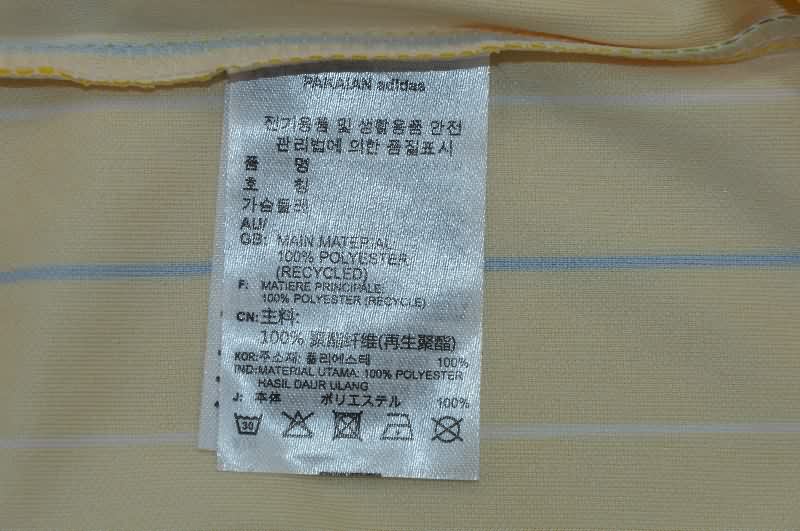 PAKAIAN adidas
전기용품 및 생활용품 안전
관리법에 의한 품질표시
품 명
호 칭
가슴둘레
AU/
GB: MAIN MATERIAL:
100% POLYESTER
(RECYCLED)
F: MATIERE PRINCIPALE:
100% POLYESTER (RECYCLE)
CN: 主料:
100% 聚酯纤维(再生聚酯)
KOR: 주소재: 폴리에스테 100%
IND: MATERIAL UTAMA: 100% POLYESTER
HASIL DAUR ULANG
J: 本体 ポリエステル 100%
30